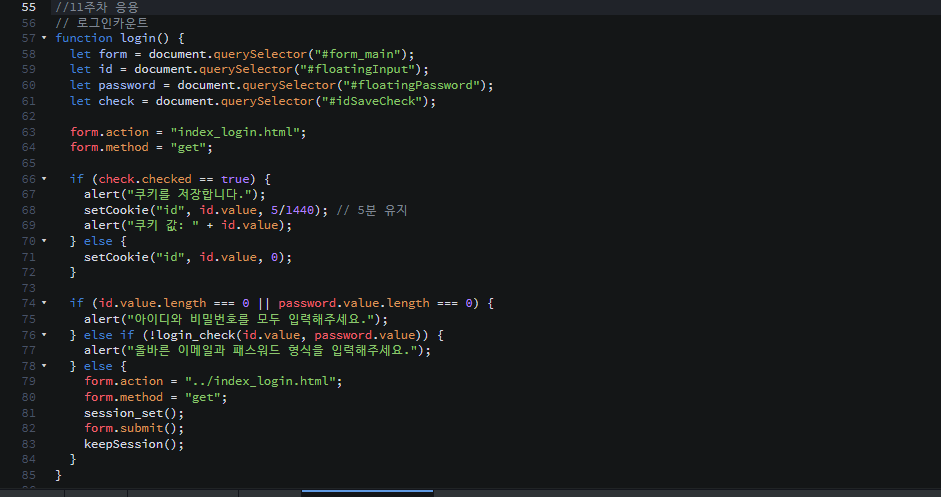 55 //11주차 응용
56 // 로그인카운트
57 function login() {
58 let form = document.querySelector("#form_main");
59 let id = document.querySelector("#floatingInput");
60 let password = document.querySelector("#floatingPassword");
61 let check = document.querySelector("#idSaveCheck");
62
63 form.action = "index_login.html";
64 form.method = "get";
65
66 if (check.checked == true) {
67 alert("쿠키를 저장합니다.");
68 setCookie("id", id.value, 5/1440); // 5분 유지
69 alert("쿠키 값: " + id.value);
70 } else {
71 setCookie("id", id.value, 0);
72 }
73
74 if (id.value.length === 0 || password.value.length === 0) {
75 alert("아이디와 비밀번호를 모두 입력해주세요.");
76 } else if (!login_check(id.value, password.value)) {
77 alert("올바른 이메일과 패스워드 형식을 입력해주세요.");
78 } else {
79 form.action = "../index_login.html";
80 form.method = "get";
81 session_set();
82 form.submit();
83 keepSession();
84 }
85 }